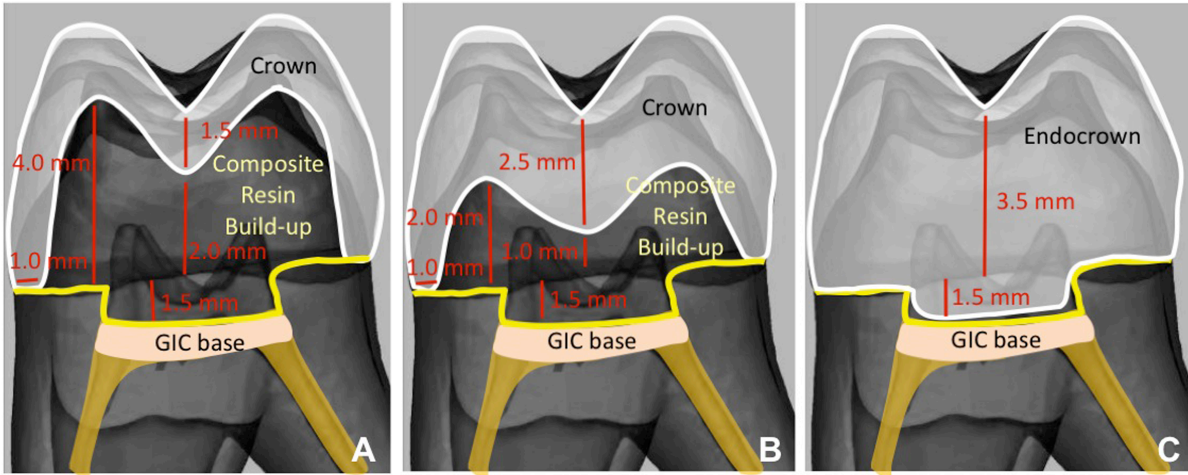 Crown
1.5 mm
4.0 mm
Composite
Resin
Build-up
2.0 mm
1.0 mm
1.5 mm
GIC base
A
Crown
2.5 mm
Composite
2.0 mm
Resin
1.0 mm
Build-up
1.0 mm
1.5 mm
GIC base
B
Endocrown
3.5 mm
1.5 mm
GIC base
C